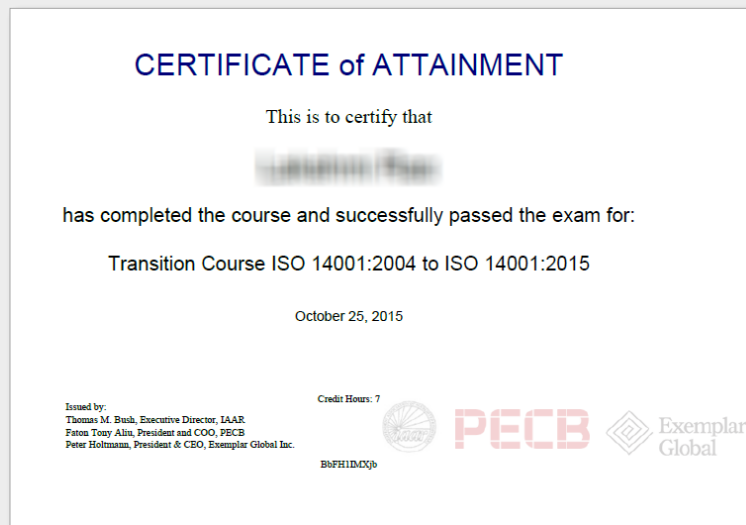 CERTIFICATE of ATTAINMENT
This is to certify that
has completed the course and successfully passed the exam for:
Transition Course ISO 14001:2004 to ISO 14001:2015
October 25, 2015
Credit Hours: 7
Issued by:
Thomas M. Bush, Executive Director, IAAR
Faton Tony Aliu, President and COO, PECB
Peter Holtmann, President & CEO, Exemplar Global Inc.
PECB
Exemplar
Global
BbFH1IMXjb